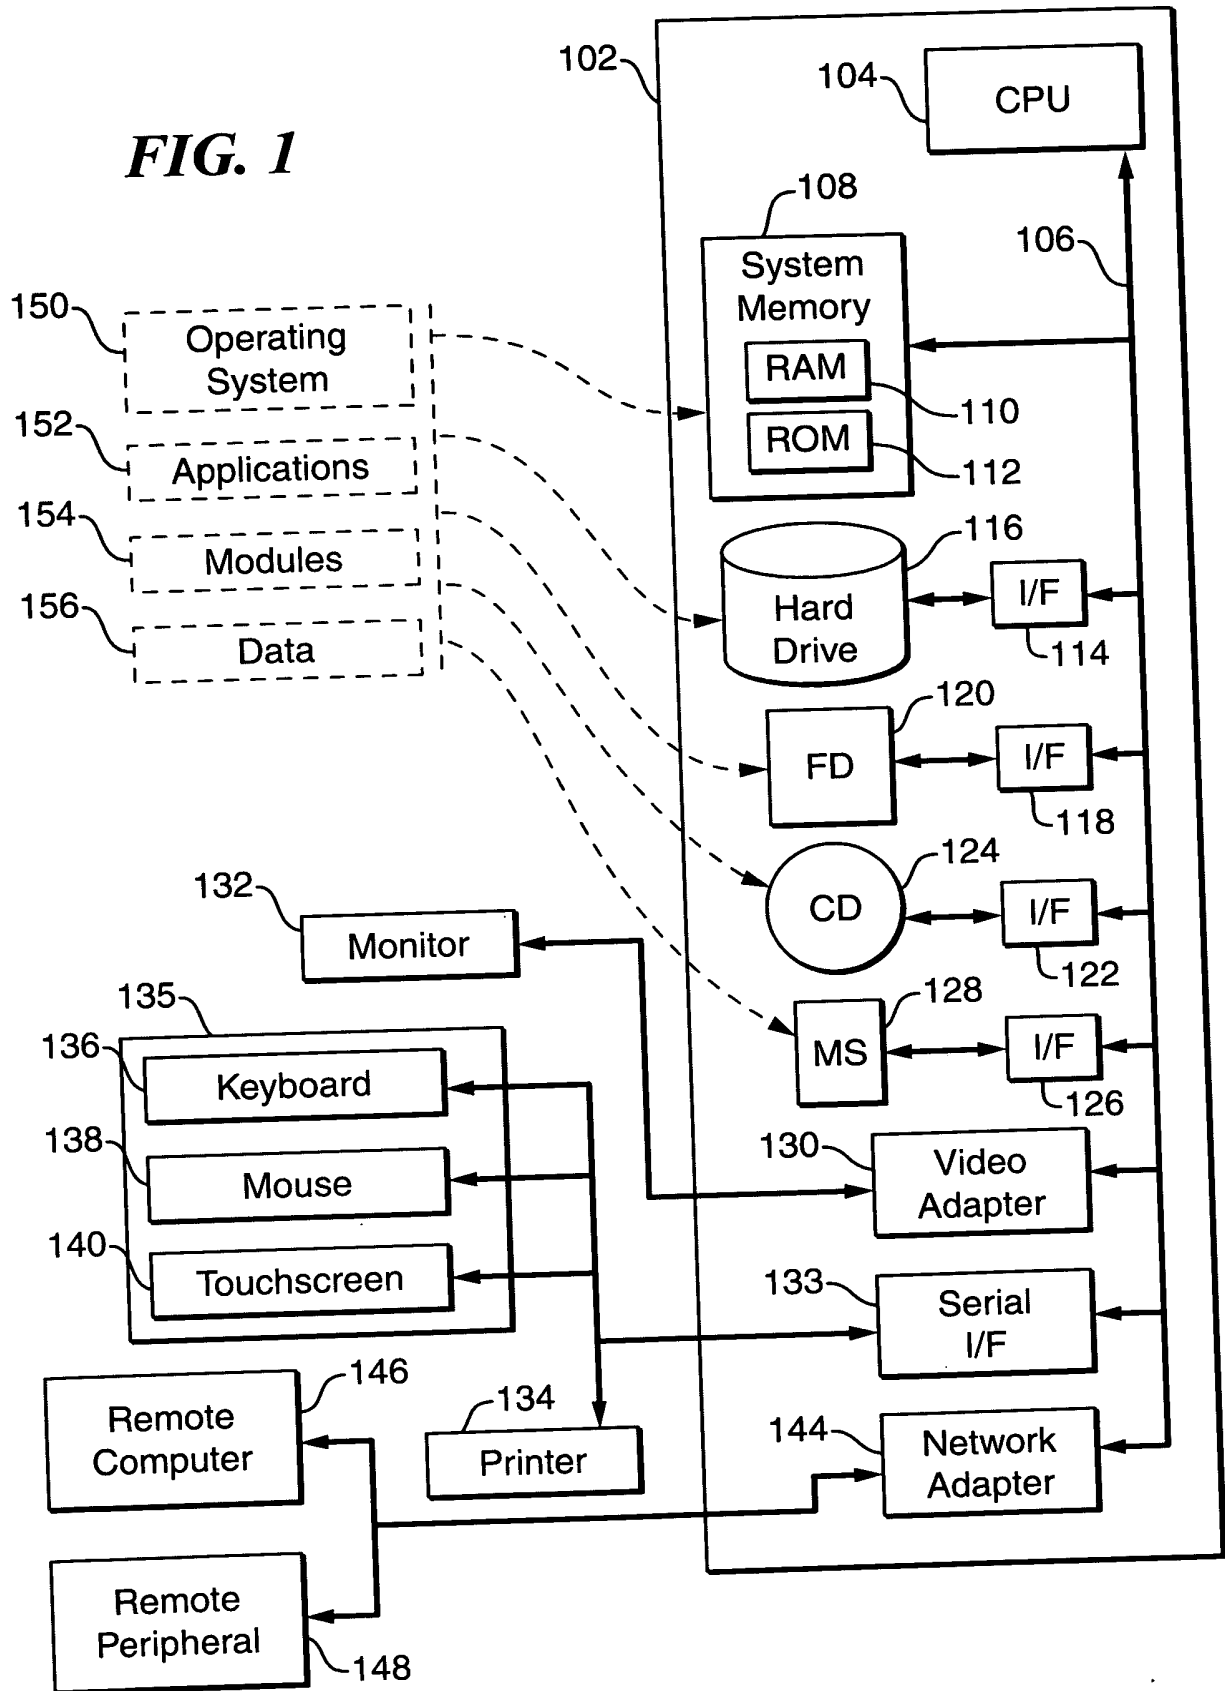 FIG. 1
102
104
CPU
106
108
System
Memory
RAM
110
ROM
112
150
Operating
System
152
Applications
154
Modules
156
Data
116
Hard
Drive
I/F
114
120
FD
I/F
118
124
CD
I/F
122
128
MS
I/F
126
132
Monitor
135
136
Keyboard
138
Mouse
140
Touchscreen
130
Video
Adapter
133
Serial
I/F
146
Remote
Computer
134
Printer
144
Network
Adapter
Remote
Peripheral
148